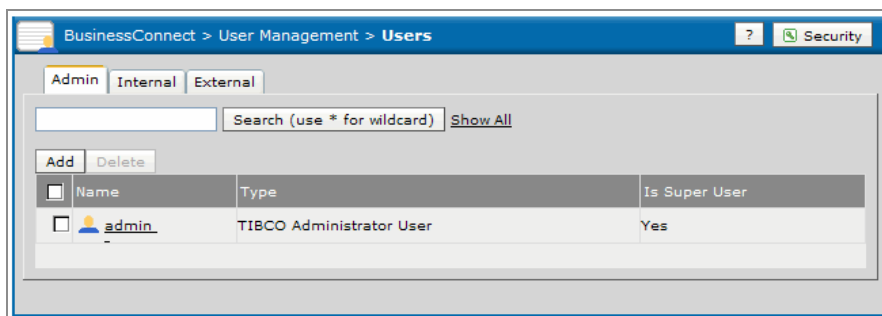 BusinessConnect > User Management > Users
? Security
Admin Internal External
Search (use * for wildcard) Show All
Add Delete
Name Type Is Super User
admin TIBCO Administrator User Yes